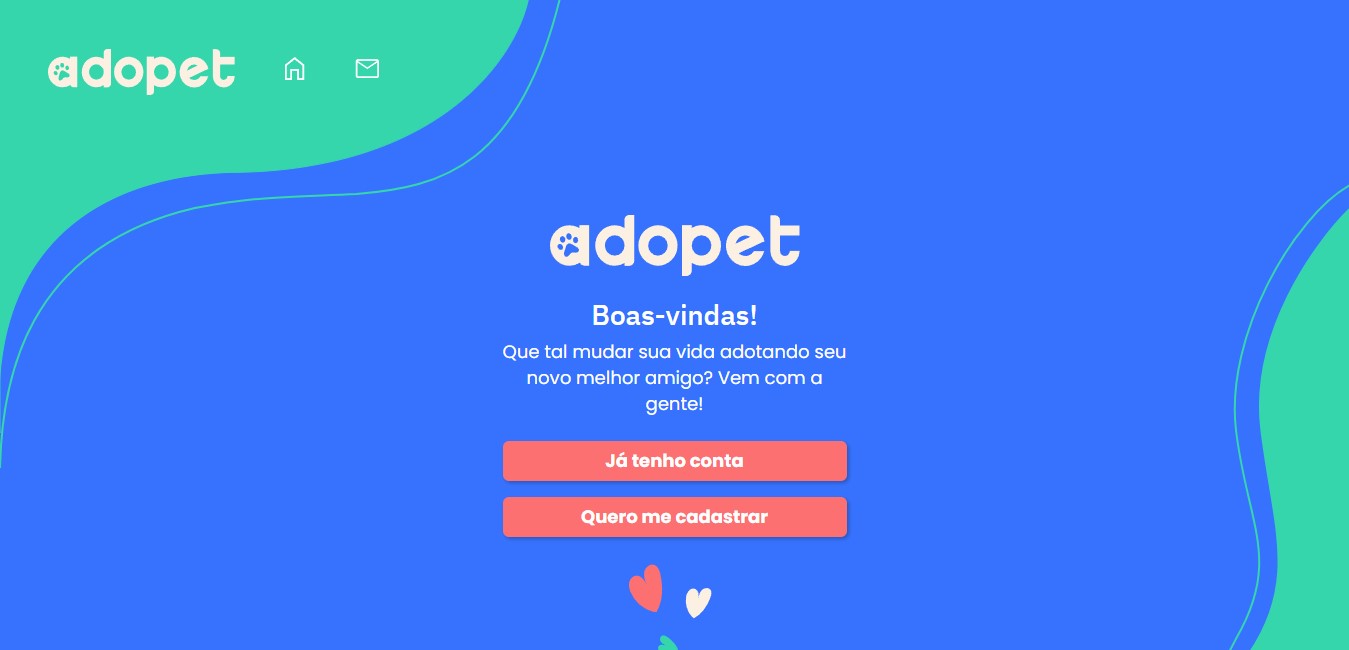 adopet
adopet
Boas-vindas!
Que tal mudar sua vida adotando seu
novo melhor amigo? Vem com a
gente!
Já tenho conta
Quero me cadastrar